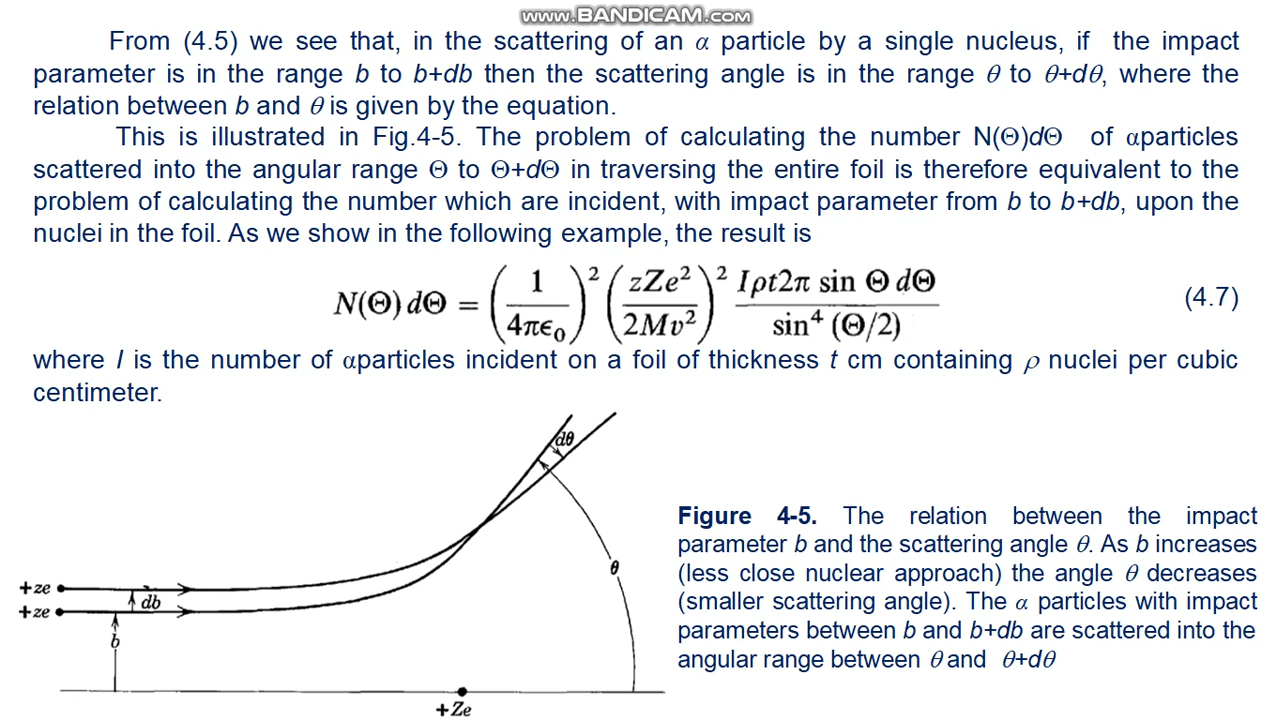 www.BANDICAM.com
From (4.5) we see that, in the scattering of an α particle by a single nucleus, if the impact
parameter is in the range b to b+db then the scattering angle is in the range θ to θ+dθ, where the
relation between b and θ is given by the equation.
This is illustrated in Fig.4-5. The problem of calculating the number N(Θ)dΘ of αparticles
scattered into the angular range Θ to Θ+dΘ in traversing the entire foil is therefore equivalent to the
problem of calculating the number which are incident, with impact parameter from b to b+db, upon the
nuclei in the foil. As we show in the following example, the result is
N(Θ) dΘ = (1/4πϵ₀)² (zZe²/2Mv²)² Iρt2π sin Θ dΘ / sin⁴ (Θ/2) (4.7)
where I is the number of αparticles incident on a foil of thickness t cm containing ρ nuclei per cubic
centimeter.
dθ
θ
+ze
db
+ze
b
+Ze
Figure 4-5. The relation between the impact
parameter b and the scattering angle θ. As b increases
(less close nuclear approach) the angle θ decreases
(smaller scattering angle). The α particles with impact
parameters between b and b+db are scattered into the
angular range between θ and θ+dθ